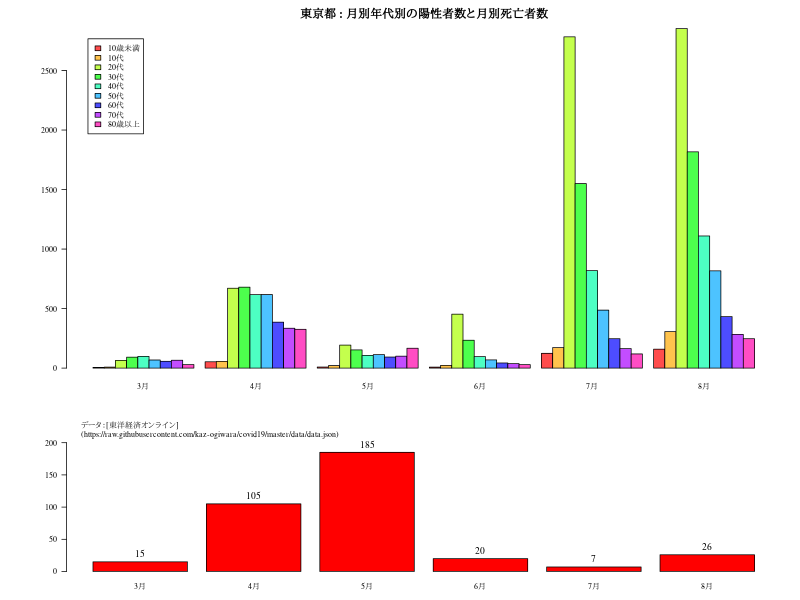 東京都 : 月別年代別の陽性者数と月別死亡者数
10歳未満
10代
20代
30代
40代
50代
60代
70代
80歳以上
2500
2000
1500
1000
500
0
3月 4月 5月 6月 7月 8月
データ : [東洋経済オンライン]
(https://raw.githubusercontent.com/kaz-ogiwara/covid19/master/data/data.json)
200
150
100
50
0
15 105 185 20 7 26
3月 4月 5月 6月 7月 8月